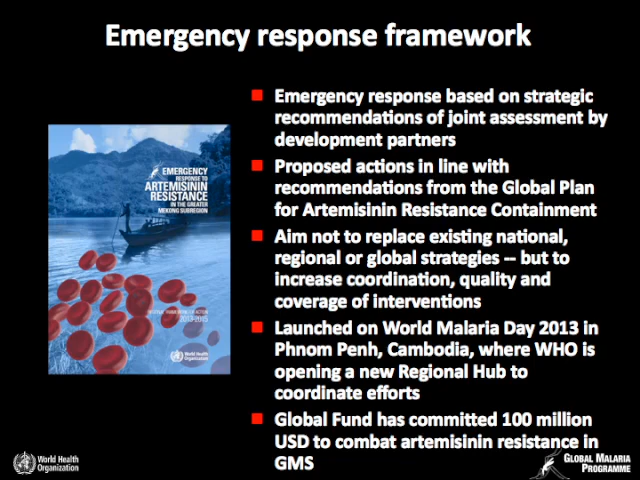 Emergency response framework
Emergency response based on strategic
recommendations of joint assessment by
development partners
Proposed actions in line with
recommendations from the Global Plan
for Artemisinin Resistance Containment
Aim not to replace existing national,
regional or global strategies -- but to
increase coordination, quality and
coverage of interventions
Launched on World Malaria Day 2013 in
Phnom Penh, Cambodia, where WHO is
opening a new Regional Hub to
coordinate efforts
Global Fund has committed 100 million
USD to combat artemisinin resistance in
GMS
EMERGENCY
RESPONSE TO
ARTEMISININ
RESISTANCE
IN THE GREATER
MEKONG SUBREGION
2013-2015
World Health
Organization
World Health
Organization
GLOBAL MALARIA
PROGRAMME